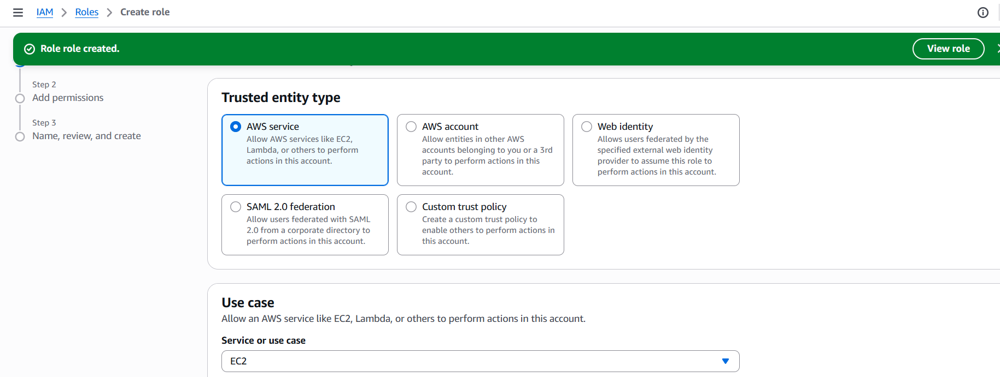 IAM > Roles > Create role
Role role created.
View role
Step 2
Add permissions
Step 3
Name, review, and create
Trusted entity type
AWS service
Allow AWS services like EC2,
Lambda, or others to perform
actions in this account.
AWS account
Allow entities in other AWS
accounts belonging to you or a 3rd
party to perform actions in this
account.
Web identity
Allows users federated by the
specified external web identity
provider to assume this role to
perform actions in this account.
SAML 2.0 federation
Allow users federated with SAML
2.0 from a corporate directory to
perform actions in this account.
Custom trust policy
Create a custom trust policy to
enable others to perform actions in
this account.
Use case
Allow an AWS service like EC2, Lambda, or others to perform actions in this account.
Service or use case
EC2